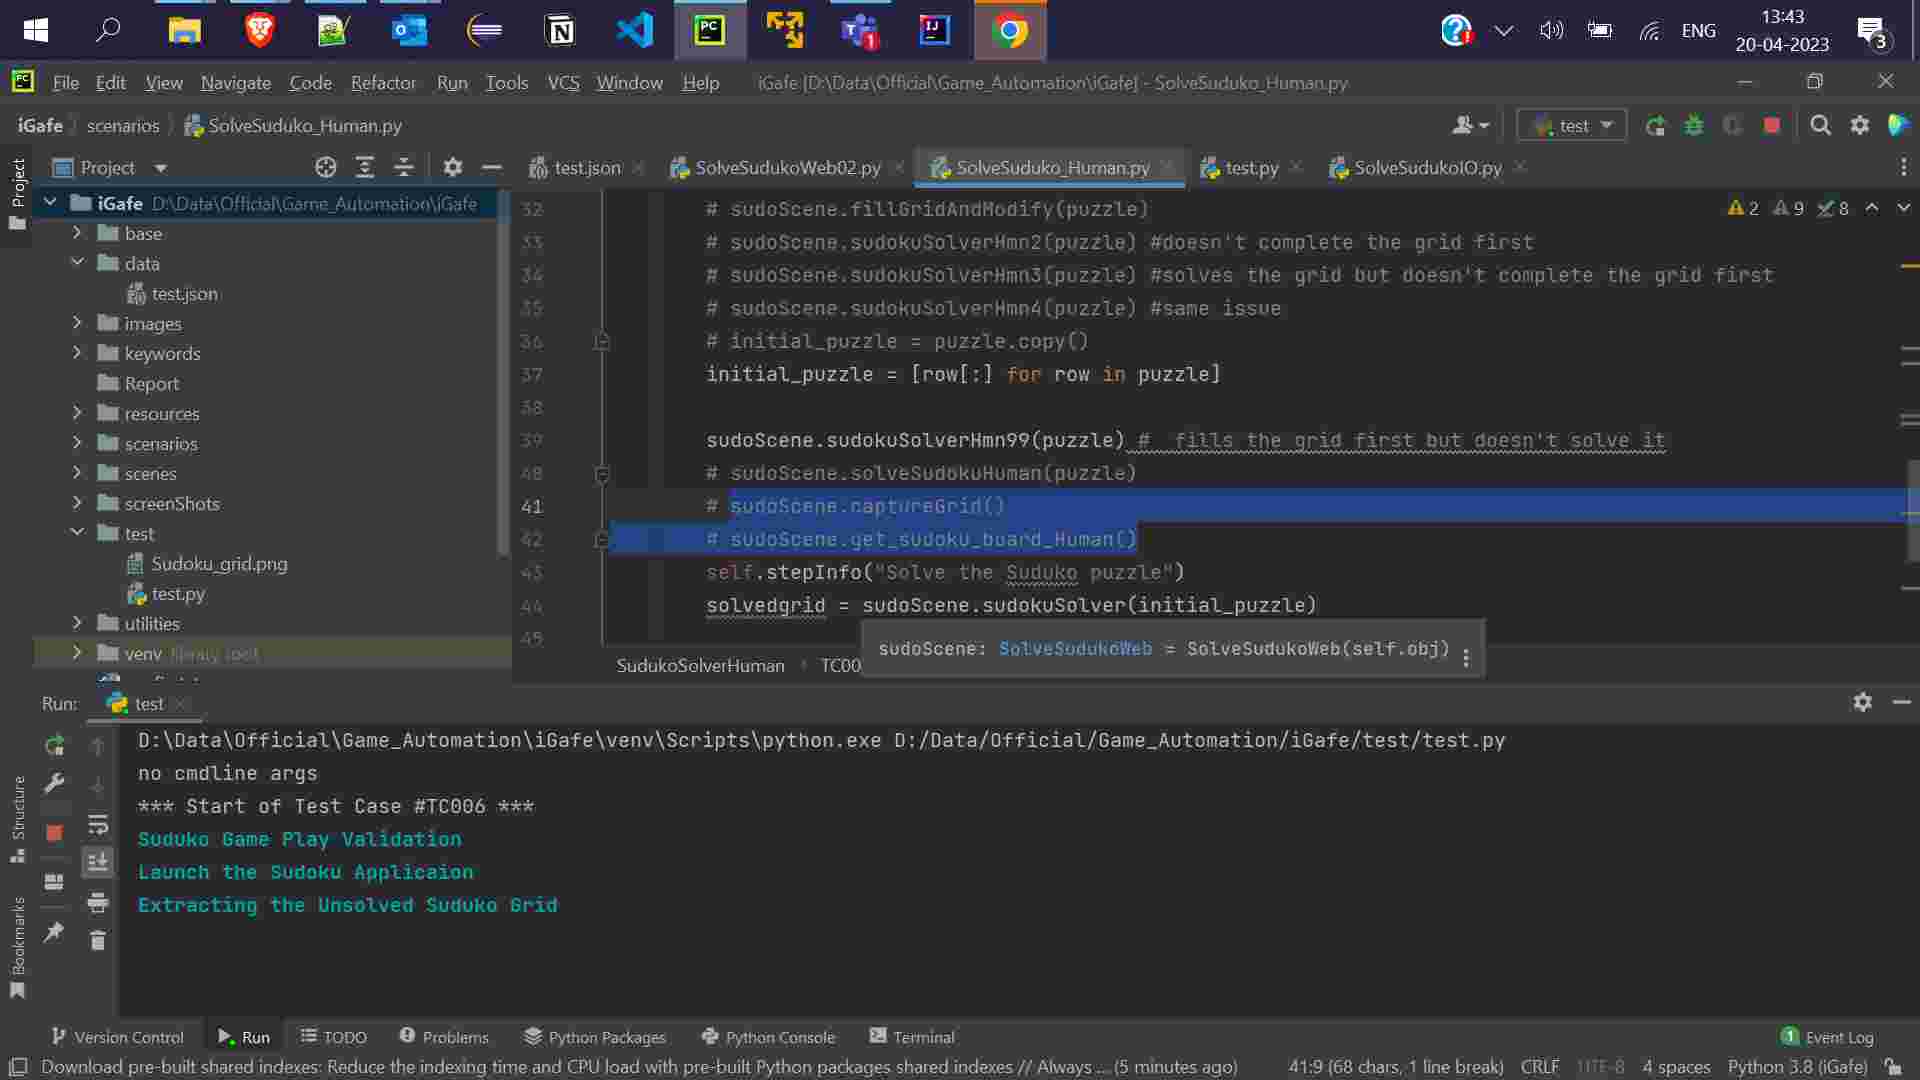 ENG
13:43
20-04-2023
3
File Edit View Navigate Code Refactor Run Tools VCS Window Help iGafe [D:\Data\Official\Game_Automation\iGafe] - SolveSuduko_Human.py
iGafe scenarios SolveSuduko_Human.py
test
Project
test.json SolveSudukoWeb02.py SolveSuduko_Human.py test.py SolveSudukoIO.py
iGafe D:\Data\Official\Game_Automation\iGafe
base
data
test.json
images
keywords
Report
resources
scenarios
scenes
screenShots
test
Sudoku_grid.png
test.py
utilities
venv library root
2 9 8
32 # sudoScene.fillGridAndModify(puzzle)
33 # sudoScene.sudokuSolverHmn2(puzzle) #doesn't complete the grid first
34 # sudoScene.sudokuSolverHmn3(puzzle) #solves the grid but doesn't complete the grid first
35 # sudoScene.sudokuSolverHmn4(puzzle) #same issue
36 # initial_puzzle = puzzle.copy()
37 initial_puzzle = [row[:] for row in puzzle]
38
39 sudoScene.sudokuSolverHmn99(puzzle) #  fills the grid first but doesn't solve it
40 # sudoScene.solveSudokuHuman(puzzle)
41 # sudoScene.captureGrid()
42 # sudoScene.get_sudoku_board_Human()
43 self.stepInfo("Solve the Suduko puzzle")
44 solvedgrid = sudoScene.sudokuSolver(initial_puzzle)
45
sudoScene: SolveSudukoWeb = SolveSudukoWeb(self.obj)
SudukoSolverHuman TC00
Project
Structure
Bookmarks
Run: test
D:\Data\Official\Game_Automation\iGafe\venv\Scripts\python.exe D:/Data/Official/Game_Automation/iGafe/test/test.py
no cmdline args
*** Start of Test Case #TC006 ***
Suduko Game Play Validation
Launch the Sudoku Applicaion
Extracting the Unsolved Suduko Grid
Version Control Run TODO Problems Python Packages Python Console Terminal 1 Event Log
Download pre-built shared indexes: Reduce the indexing time and CPU load with pre-built Python packages shared indexes // Always ... (5 minutes ago) 41:9 (68 chars, 1 line break) CRLF UTF-8 4 spaces Python 3.8 (iGafe)